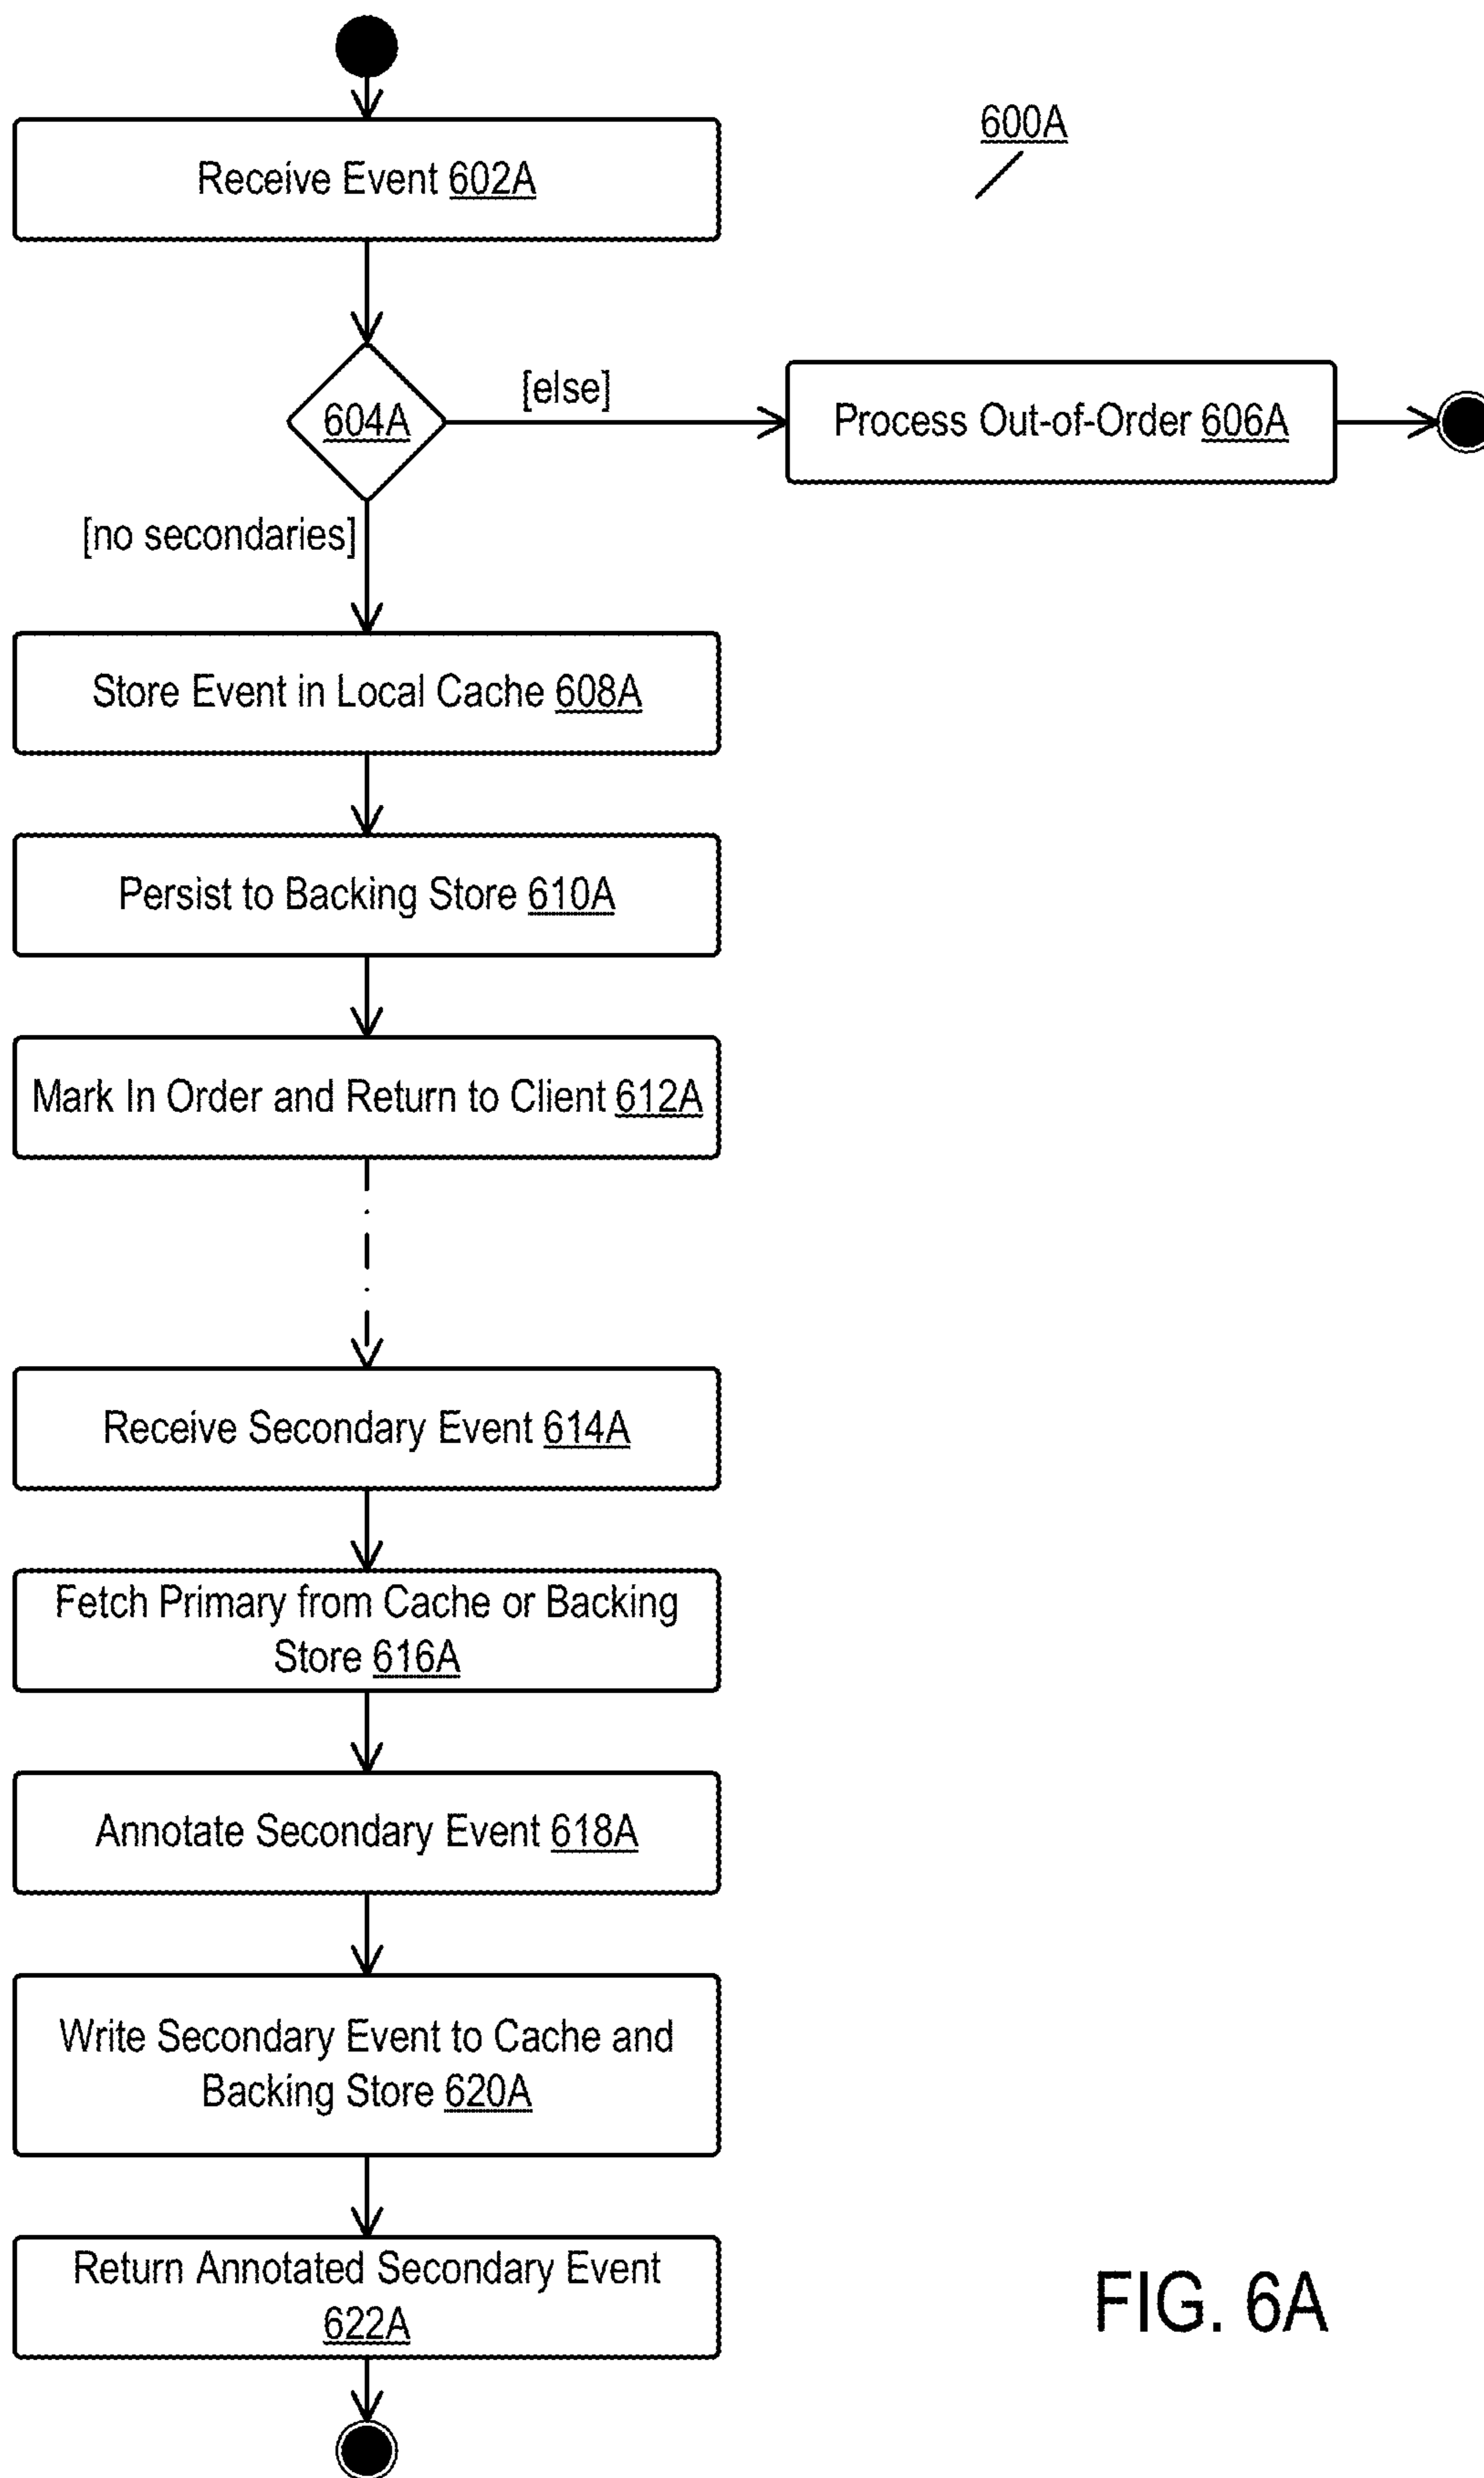 600A
Receive Event 602A
604A
[else]
Process Out-of-Order 606A
[no secondaries]
Store Event in Local Cache 608A
Persist to Backing Store 610A
Mark In Order and Return to Client 612A
Receive Secondary Event 614A
Fetch Primary from Cache or Backing
Store 616A
Annotate Secondary Event 618A
Write Secondary Event to Cache and
Backing Store 620A
Return Annotated Secondary Event
622A
FIG. 6A